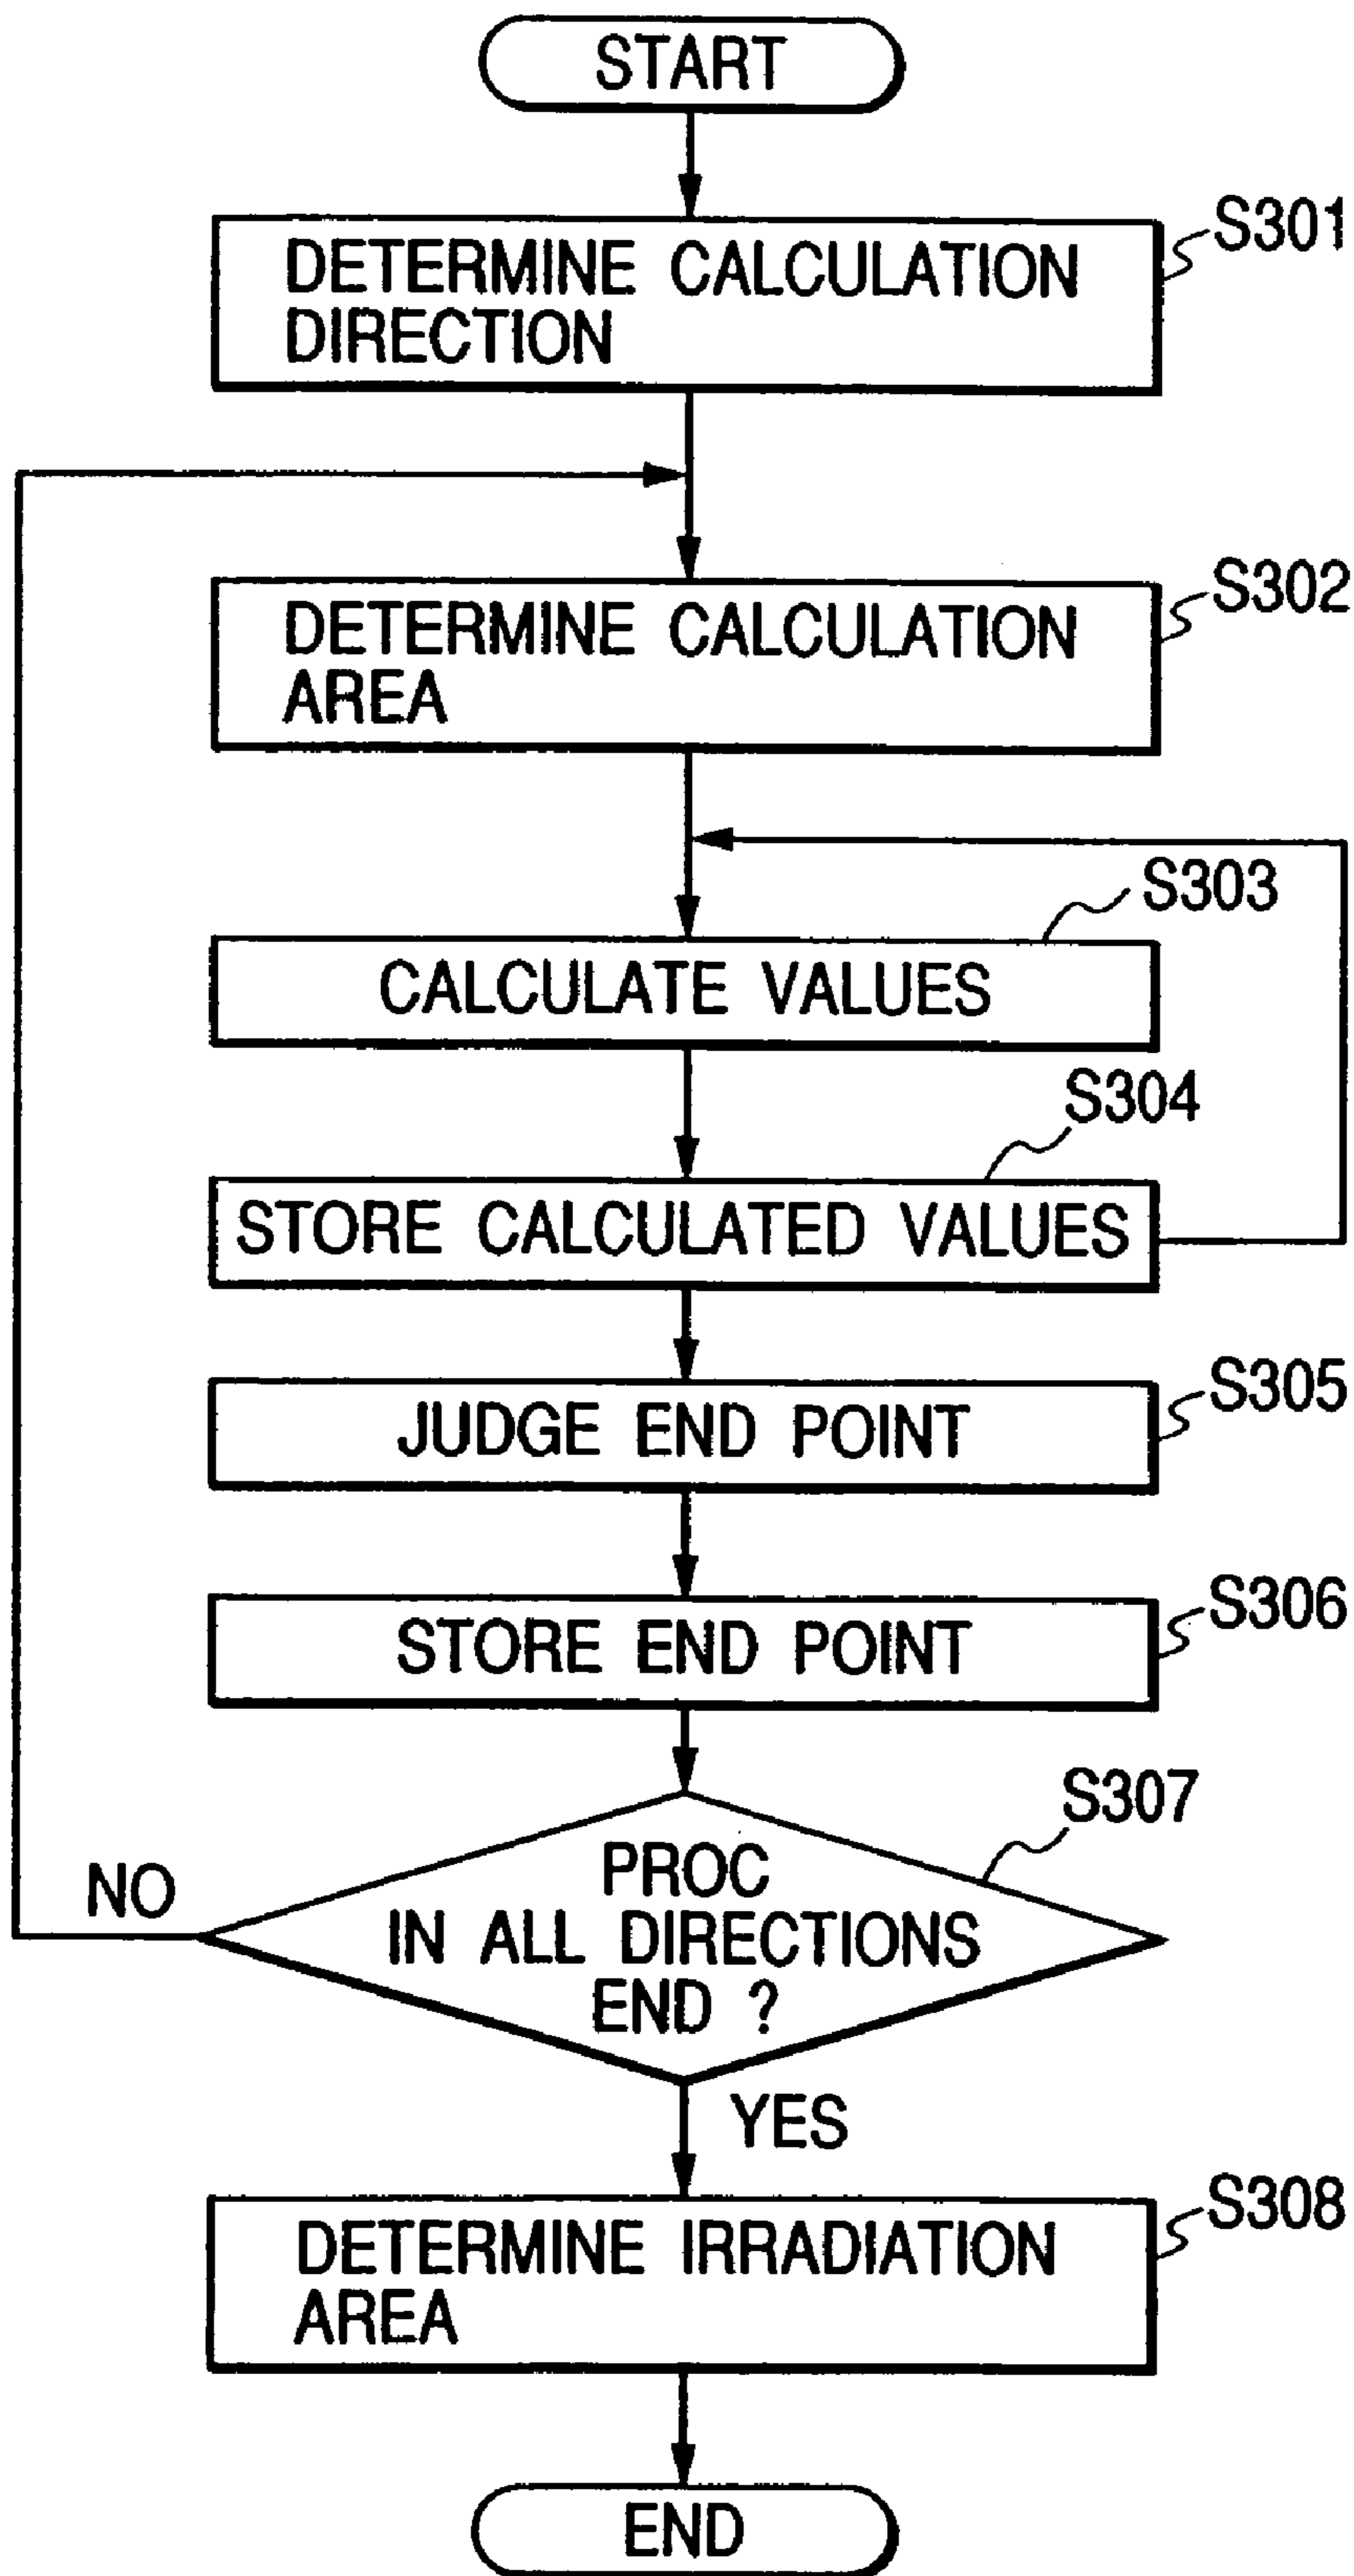 START
S301
DETERMINE CALCULATION
DIRECTION
S302
DETERMINE CALCULATION
AREA
S303
CALCULATE VALUES
S304
STORE CALCULATED VALUES
S305
JUDGE END POINT
S306
STORE END POINT
S307
PROC
IN ALL DIRECTIONS
END ?
NO
YES
S308
DETERMINE IRRADIATION
AREA
END